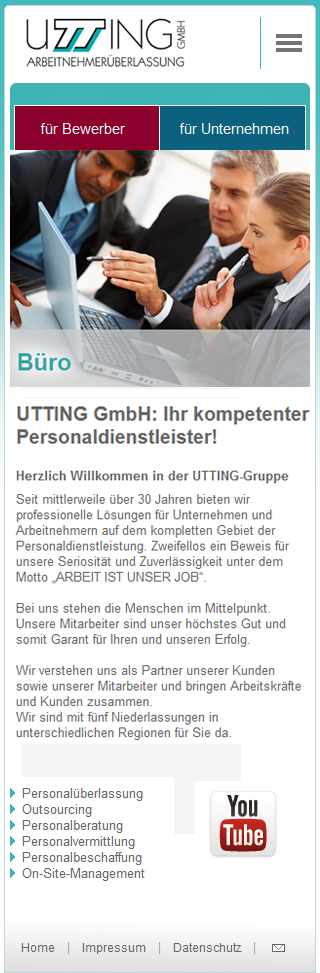 UTTING GMBH
ARBEITNEHMERÜBERLASSUNG
für Bewerber
für Unternehmen
Büro
UTTING GmbH: Ihr kompetenter
Personaldienstleister!
Herzlich Willkommen in der UTTING-Gruppe
Seit mittlerweile über 30 Jahren bieten wir
professionelle Lösungen für Unternehmen und
Arbeitnehmern auf dem kompletten Gebiet der
Personaldienstleistung. Zweifellos ein Beweis für
unsere Seriosität und Zuverlässigkeit unter dem
Motto „ARBEIT IST UNSER JOB“.
Bei uns stehen die Menschen im Mittelpunkt.
Unsere Mitarbeiter sind unser höchstes Gut und
somit Garant für Ihren und unseren Erfolg.
Wir verstehen uns als Partner unserer Kunden
sowie unserer Mitarbeiter und bringen Arbeitskräfte
und Kunden zusammen.
Wir sind mit fünf Niederlassungen in
unterschiedlichen Regionen für Sie da.
Personalüberlassung
Outsourcing
Personalberatung
Personalvermittlung
Personalbeschaffung
On-Site-Management
You
Tube
Home | Impressum | Datenschutz |